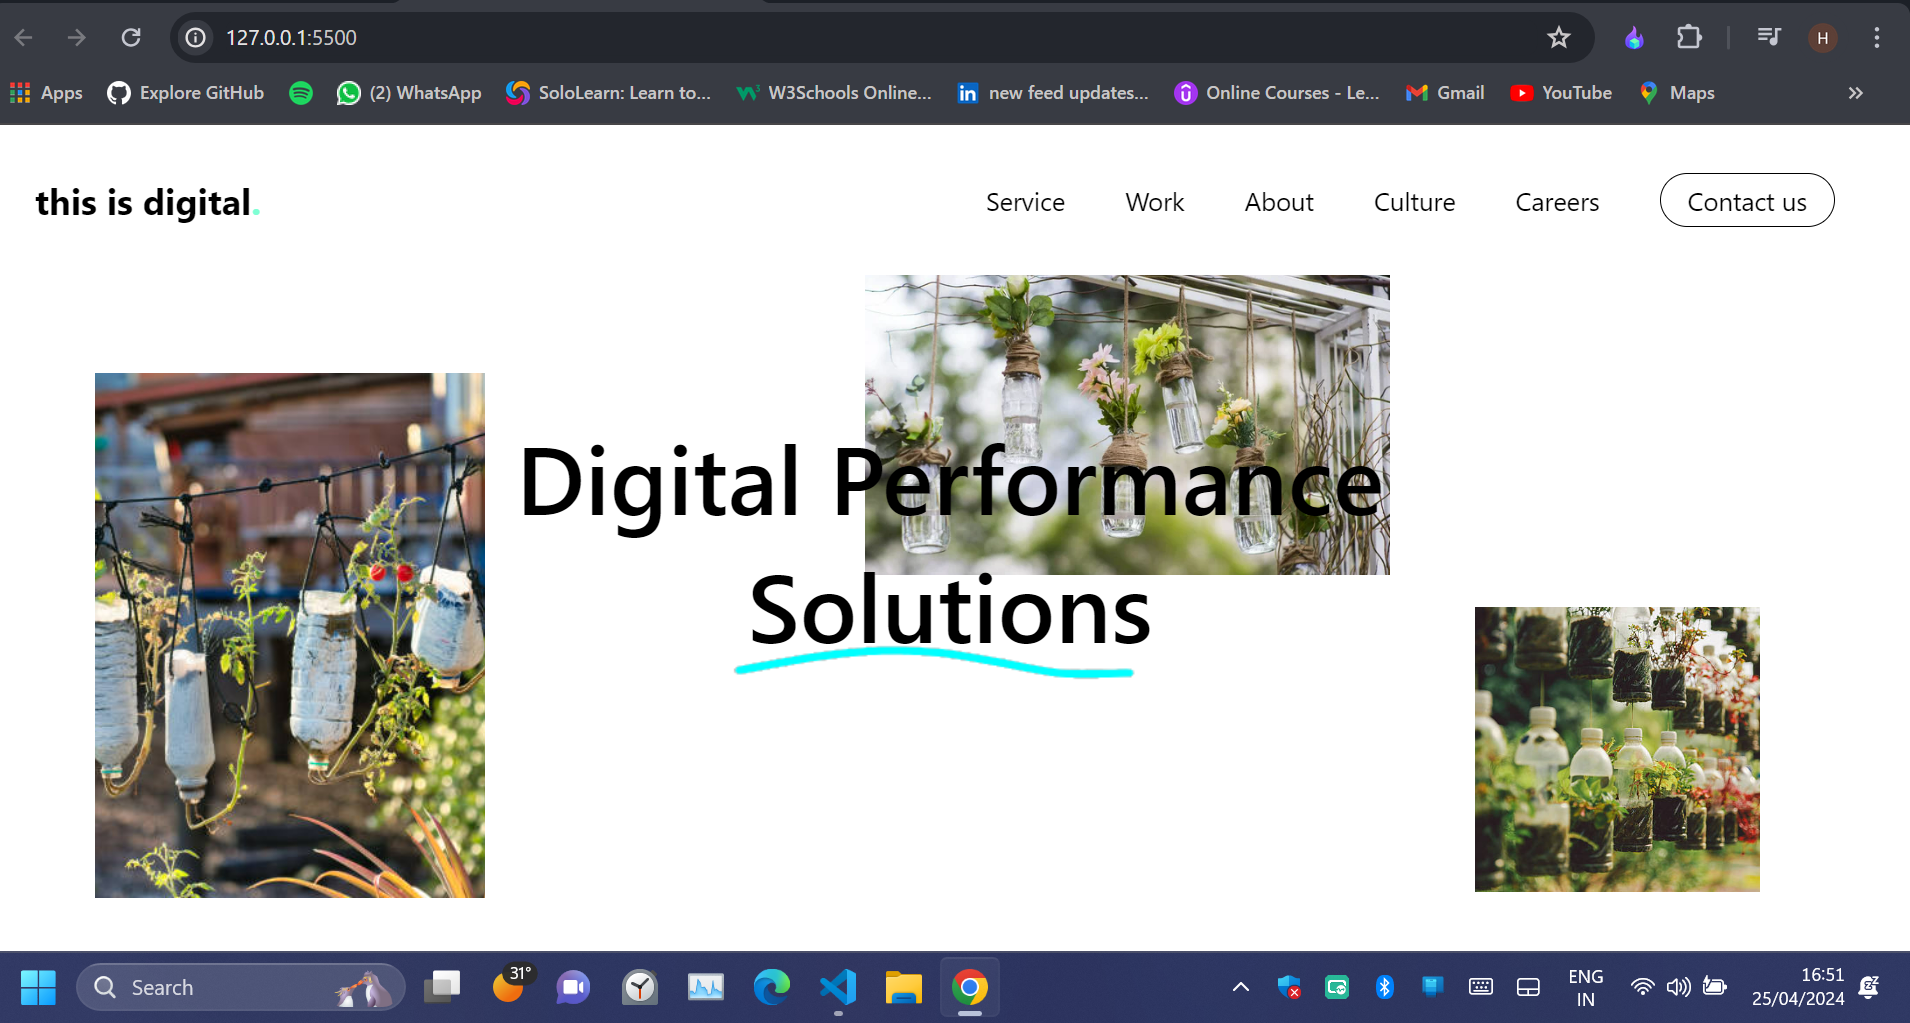 127.0.0.1:5500
H
Apps
Explore GitHub
(2) WhatsApp
SoloLearn: Learn to...
W3Schools Online...
in
new feed updates...
Online Courses - Le...
Gmail
YouTube
Maps
this is digital.
Service
Work
About
Culture
Careers
Contact us
Digital Performance
Solutions
Search
31°
ENG
IN
16:51
25/04/2024